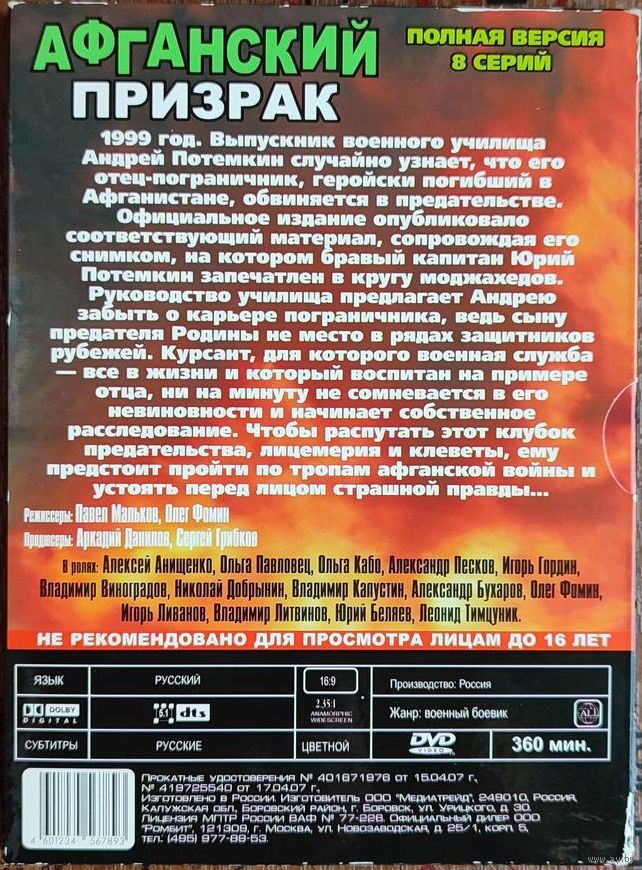 АФГАНСКИЙ
ПРИЗРАК
ПОЛНАЯ ВЕРСИЯ
8 СЕРИЙ
1999 год. Выпускник военного училища
Андрей Потемкин случайно узнает, что его
отец-пограничник, геройски погибший в
Афганистане, обвиняется в предательстве.
Официальное издание опубликовало
соответствующий материал, сопровождая его
снимком, на котором бравый капитан Юрий
Потемкин запечатлен в кругу моджахедов.
Руководство училища предлагает Андрею
забыть о карьере пограничника, ведь сыну
предателя Родины не место в рядах защитников
рубежей. Курсант, для которого военная служба
— все в жизни и который воспитан на примере
отца, ни на минуту не сомневается в его
невиновности и начинает собственное
расследование. Чтобы распутать этот клубок
предательства, лицемерия и клеветы, ему
предстоит пройти по тропам афганской войны и
устоять перед лицом страшной правды...
Режиссеры: Павел Мальков, Олег Фомин
Продюсеры: Аркадий Данилов, Сергей Грибков
В ролях: Алексей Анищенко, Ольга Павловец, Ольга Кабо, Александр Песков, Игорь Гордин,
Владимир Виноградов, Николай Добрынин, Владимир Капустин, Александр Бухаров, Олег Фомин,
Игорь Ливанов, Владимир Литвинов, Юрий Беляев, Леонид Тимцуник.
НЕ РЕКОМЕНДОВАНО ДЛЯ ПРОСМОТРА ЛИЦАМ ДО 16 ЛЕТ
ЯЗЫК РУССКИЙ 16:9 Производство: Россия
DOLBY DIGITAL 5.1 dts 2.35:1 ANAMORPHIC WIDESCREEN Жанр: военный боевик ALL
СУБТИТРЫ РУССКИЕ ЦВЕТНОЙ DVD VIDEO 360 мин.
Прокатные удостоверения № 401671976 от 15.04.07 г.,
№ 419725540 от 17.04.07 г.,
Изготовлено в России. Изготовитель ООО "Медиатрейд", 249010, Россия,
Калужская обл., Боровский район, г. Боровск, ул. Урицкого, д. 30.
Лицензия МПТР России ВАФ № 77-228. Официальный дилер ООО
"Ромбит", 121309, г. Москва, ул. Новозаводская, д. 25/1, корп. 5,
тел.: (495) 977-89-53.
4 601234 567893